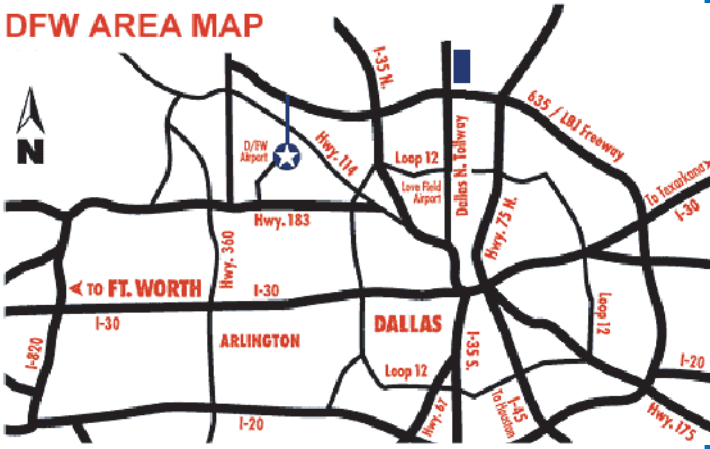 DFW AREA MAP
I-35 N.
635 / LBJ Freeway
N
D/FW
Airport
Hwy. 114
Loop 12
Dallas N. Tollway
Love Field
Airport
To Texarkana
I-30
Hwy. 183
Hwy. 75 N.
Hwy. 360
TO FT. WORTH
I-30
I-30
Loop 12
DALLAS
ARLINGTON
I-820
I-35 S.
Loop 12
I-20
Hwy. 67
To Houston
I-45
Hwy. 175
I-20